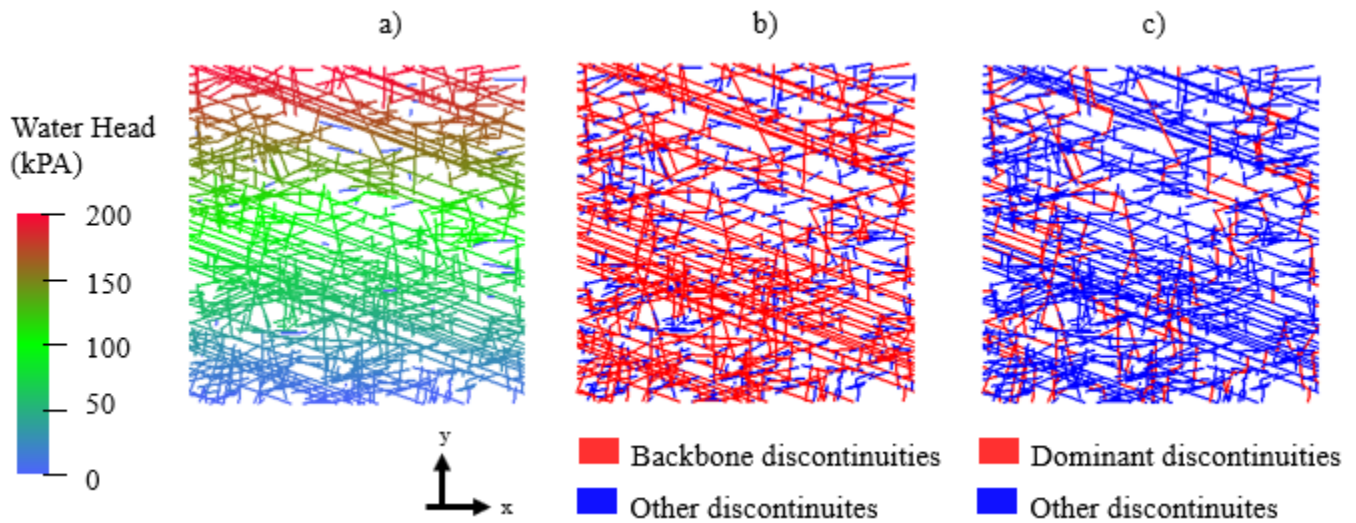 a)
b)
c)
Water Head
(kPA)
200
150
100
50
0
y
x
Backbone discontinuities
Other discontinuites
Dominant discontinuities
Other discontinuites